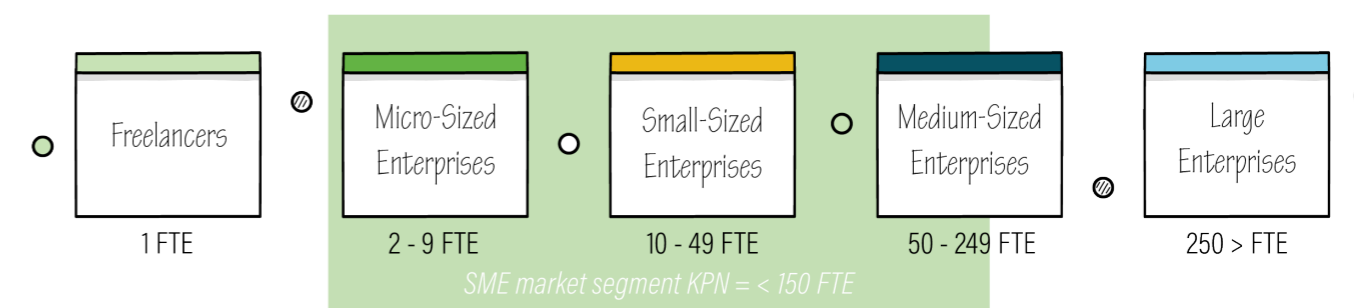 Freelancers
Micro-Sized
Enterprises
Small-Sized
Enterprises
Medium-Sized
Enterprises
Large
Enterprises
1 FTE
2 - 9 FTE
10 - 49 FTE
50 - 249 FTE
250 > FTE
SME market segment KPN = < 150 FTE